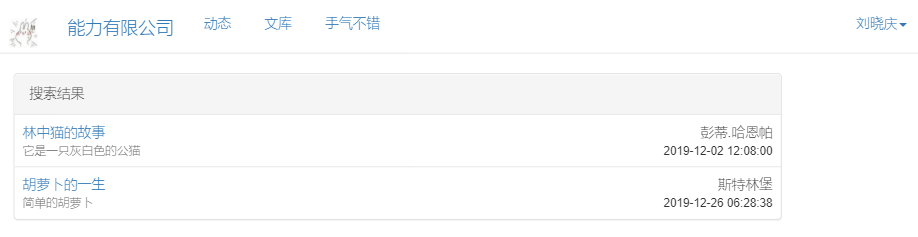 能力有限公司 动态 文库 手气不错 刘晓庆
搜索结果
林中猫的故事 彭蒂.哈恩帕
它是一只灰白色的公猫 2019-12-02 12:08:00
胡萝卜的一生 斯特林堡
简单的胡萝卜 2019-12-26 06:28:38